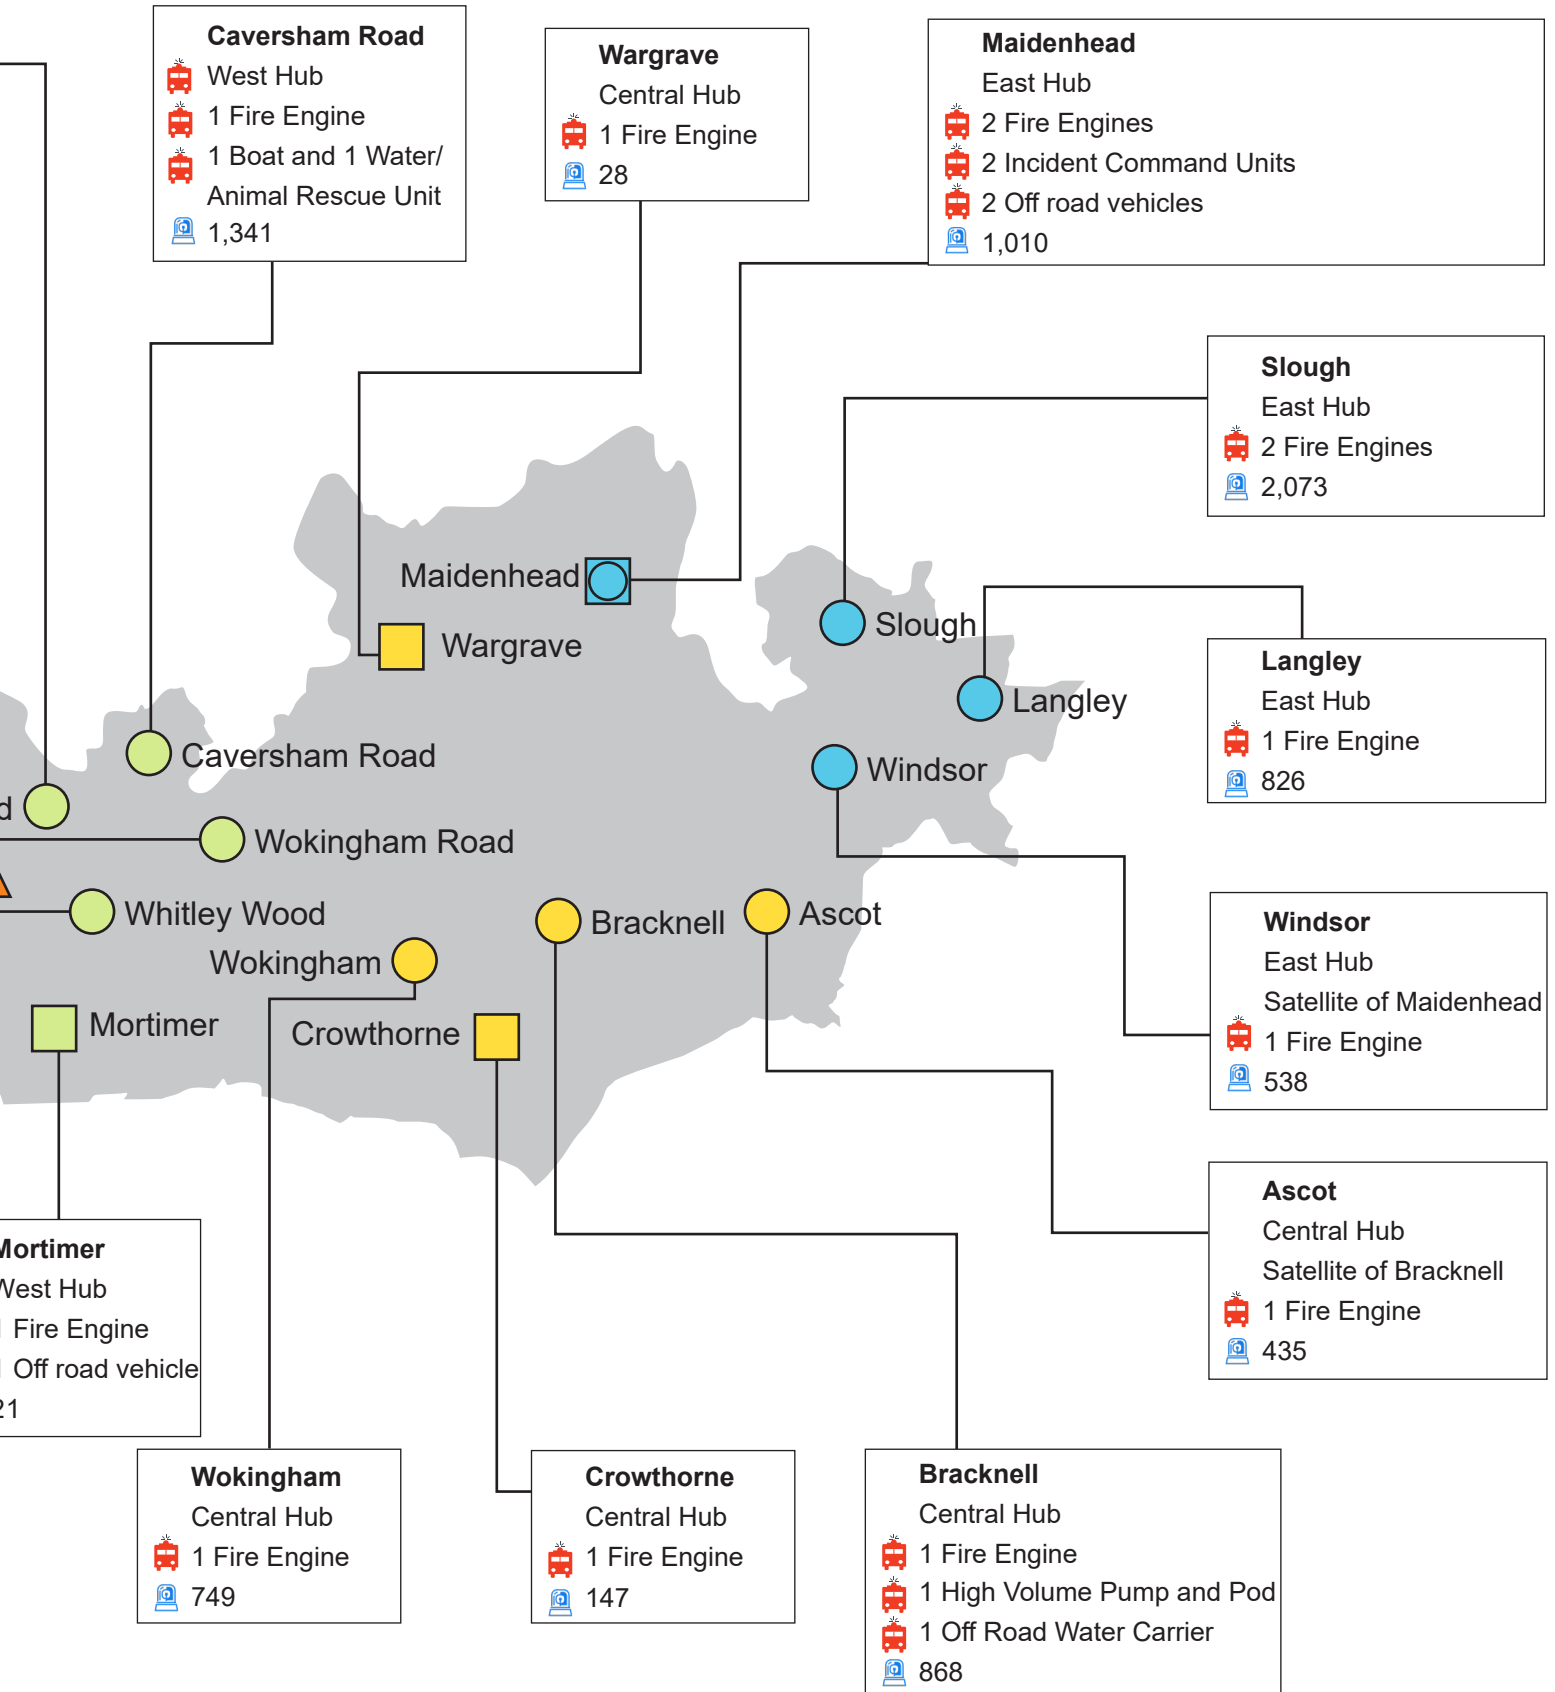 Caversham Road
West Hub
1 Fire Engine
1 Boat and 1 Water/
Animal Rescue Unit
1,341
Wargrave
Central Hub
1 Fire Engine
28
Maidenhead
East Hub
2 Fire Engines
2 Incident Command Units
2 Off road vehicles
1,010
Slough
East Hub
2 Fire Engines
2,073
Langley
East Hub
1 Fire Engine
826
Windsor
East Hub
Satellite of Maidenhead
1 Fire Engine
538
Ascot
Central Hub
Satellite of Bracknell
1 Fire Engine
435
Maidenhead
Wargrave
Slough
Langley
Windsor
Caversham Road
d
Wokingham Road
Whitley Wood
Wokingham
Bracknell
Ascot
Mortimer
Crowthorne
Mortimer
West Hub
Fire Engine
Off road vehicle
21
Wokingham
Central Hub
1 Fire Engine
749
Crowthorne
Central Hub
1 Fire Engine
147
Bracknell
Central Hub
1 Fire Engine
1 High Volume Pump and Pod
1 Off Road Water Carrier
868